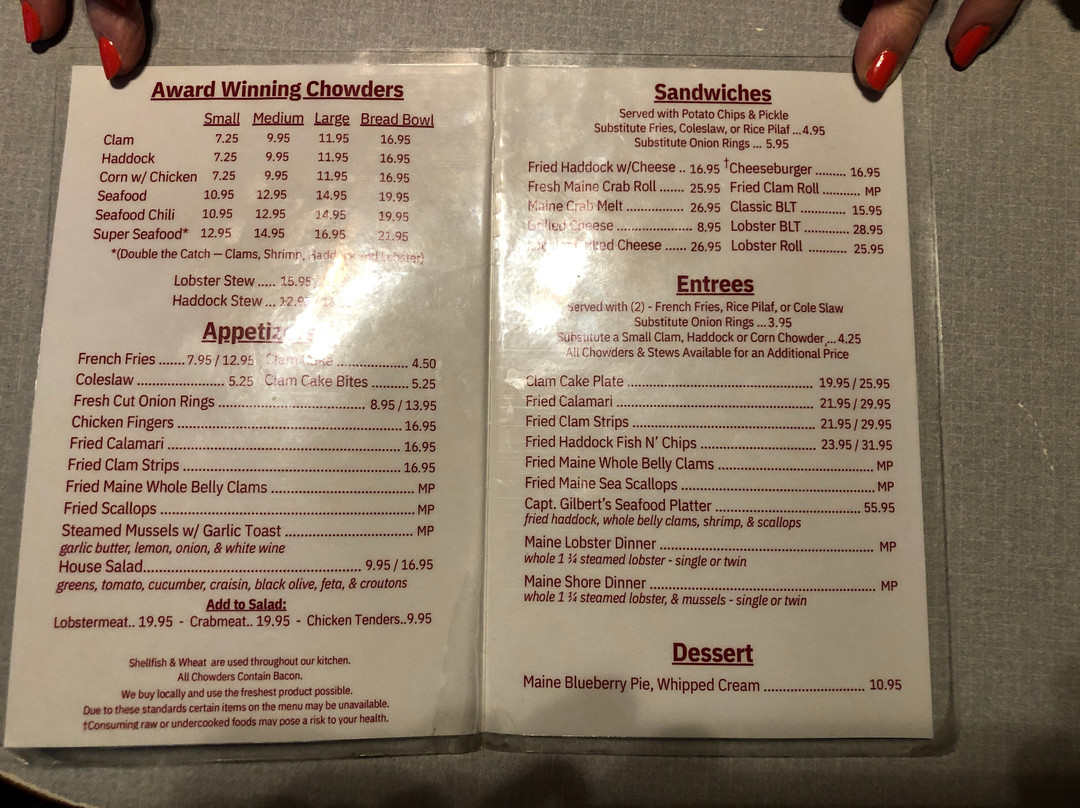 Award Winning Chowders
Small Medium Large Bread Bowl
Clam 7.25 9.95 11.95 16.95
Haddock 7.25 9.95 11.95 16.95
Corn w/ Chicken 7.25 9.95 11.95 16.95
Seafood 10.95 12.95 14.95 19.95
Seafood Chili 10.95 12.95 14.95 19.95
Super Seafood* 12.95 14.95 16.95 21.95
*(Double the Catch — Clams, Shrimp, Haddock and Lobster)
Lobster Stew ..... 15.95
Haddock Stew ... 12.95
Appetizers
French Fries .......7.95 / 12.95 Clam Cake .................. 4.50
Coleslaw ...................... 5.25 Clam Cake Bites .......... 5.25
Fresh Cut Onion Rings .................................... 8.95 / 13.95
Chicken Fingers ........................................................ 16.95
Fried Calamari .......................................................... 16.95
Fried Clam Strips ...................................................... 16.95
Fried Maine Whole Belly Clams ................................... MP
Fried Scallops ............................................................... MP
Steamed Mussels w/ Garlic Toast ................................ MP
garlic butter, lemon, onion, & white wine
House Salad..................................................... 9.95 / 16.95
greens, tomato, cucumber, craisin, black olive, feta, & croutons
Add to Salad:
Lobstermeat.. 19.95 - Crabmeat.. 19.95 - Chicken Tenders..9.95
Shellfish & Wheat are used throughout our kitchen.
All Chowders Contain Bacon.
We buy locally and use the freshest product possible.
Due to these standards certain items on the menu may be unavailable.
†Consuming raw or undercooked foods may pose a risk to your health.
Sandwiches
Served with Potato Chips & Pickle
Substitute Fries, Coleslaw, or Rice Pilaf ...4.95
Substitute Onion Rings ... 5.95
Fried Haddock w/Cheese .. 16.95 †Cheeseburger ......... 16.95
Fresh Maine Crab Roll ....... 25.95 Fried Clam Roll .......... MP
Maine Crab Melt ................ 26.95 Classic BLT .............. 15.95
Grilled Cheese .................... 8.95 Lobster BLT ............ 28.95
Grilled Cheese ...... 26.95 Lobster Roll ............. 25.95
Entrees
Served with (2) - French Fries, Rice Pilaf, or Cole Slaw
Substitute Onion Rings ... 3.95
Substitute a Small Clam, Haddock or Corn Chowder ... 4.25
All Chowders & Stews Available for an Additional Price
Clam Cake Plate .............................................. 19.95 / 25.95
Fried Calamari ................................................. 21.95 / 29.95
Fried Clam Strips .............................................. 21.95 / 29.95
Fried Haddock Fish N' Chips ............................ 23.95 / 31.95
Fried Maine Whole Belly Clams ....................................... MP
Fried Maine Sea Scallops ................................................. MP
Capt. Gilbert's Seafood Platter .................................... 55.95
fried haddock, whole belly clams, shrimp, & scallops
Maine Lobster Dinner ...................................................... MP
whole 1 ¼ steamed lobster - single or twin
Maine Shore Dinner ......................................................... MP
whole 1 ¼ steamed lobster, & mussels - single or twin
Dessert
Maine Blueberry Pie, Whipped Cream ......................... 10.95